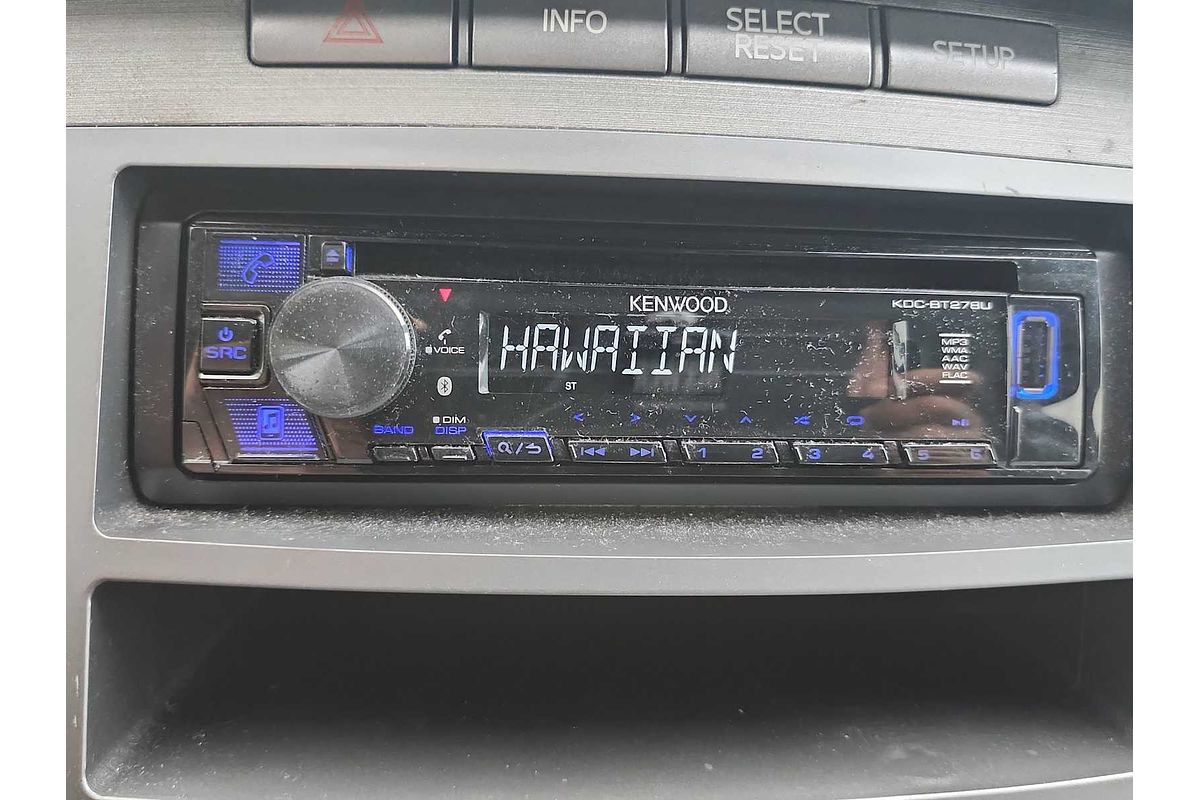 INFO
SELECT
RESET
SETUP
KENWOOD
KDC-BT278U
SRC
VOICE
HAWAIIAN
ST
MP3
WMA
AAC
WAV
FLAC
BAND
DIM
DISP
1 2
3 4
5 6